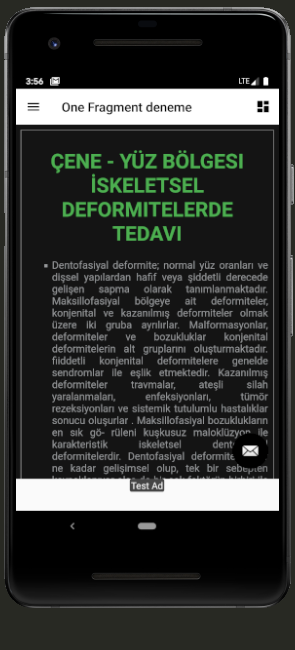 3:56
LTE
One Fragment deneme
ÇENE - YÜZ BÖLGESI
İSKELETSEL
DEFORMITELERDE
TEDAVI
Dentofasiyal deformite; normal yüz oranları ve
dişsel yapılardan hafif veya şiddetli derecede
gelişen sapma olarak tanımlanmaktadır.
Maksillofasiyal bölgeye ait deformiteler,
konjenital ve kazanılmış deformiteler olmak
üzere iki gruba ayrılırlar. Malformasyonlar,
deformiteler ve bozukluklar konjenital
deformitelerin alt gruplarını oluşturmaktadır.
fiiddetli konjenital deformitelere genelde
sendromlar ile eşlik etmektedir. Kazanılmış
deformiteler travmalar, ateşli silah
yaralanmaları, enfeksiyonları, tümör
rezeksiyonları ve sistemik tutulumlu hastalıklar
sonucu oluşurlar . Maksillofasiyal bozuklukların
en sık gö- rüleni kuşkusuz maloklüzyon ile
karakteristik iskeletsel
deformitelerdir. Dentofasiyal
ne kadar gelişimsel olup, tek bir sebepten
Test Ad